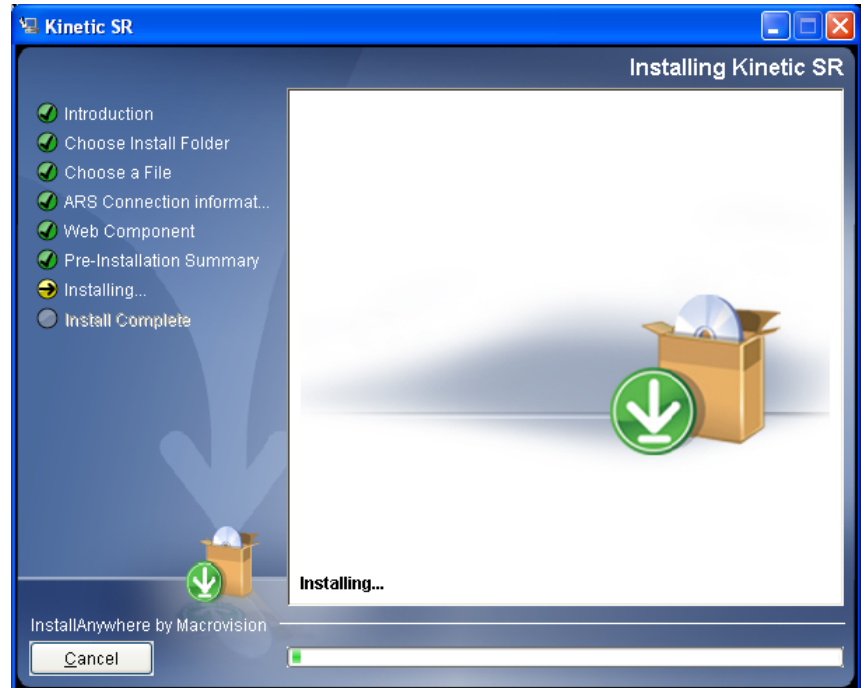 Kinetic SR
Installing Kinetic SR
Introduction
Choose Install Folder
Choose a File
ARS Connection informat...
Web Component
Pre-Installation Summary
Installing...
Install Complete
Installing...
InstallAnywhere by Macrovision
Cancel